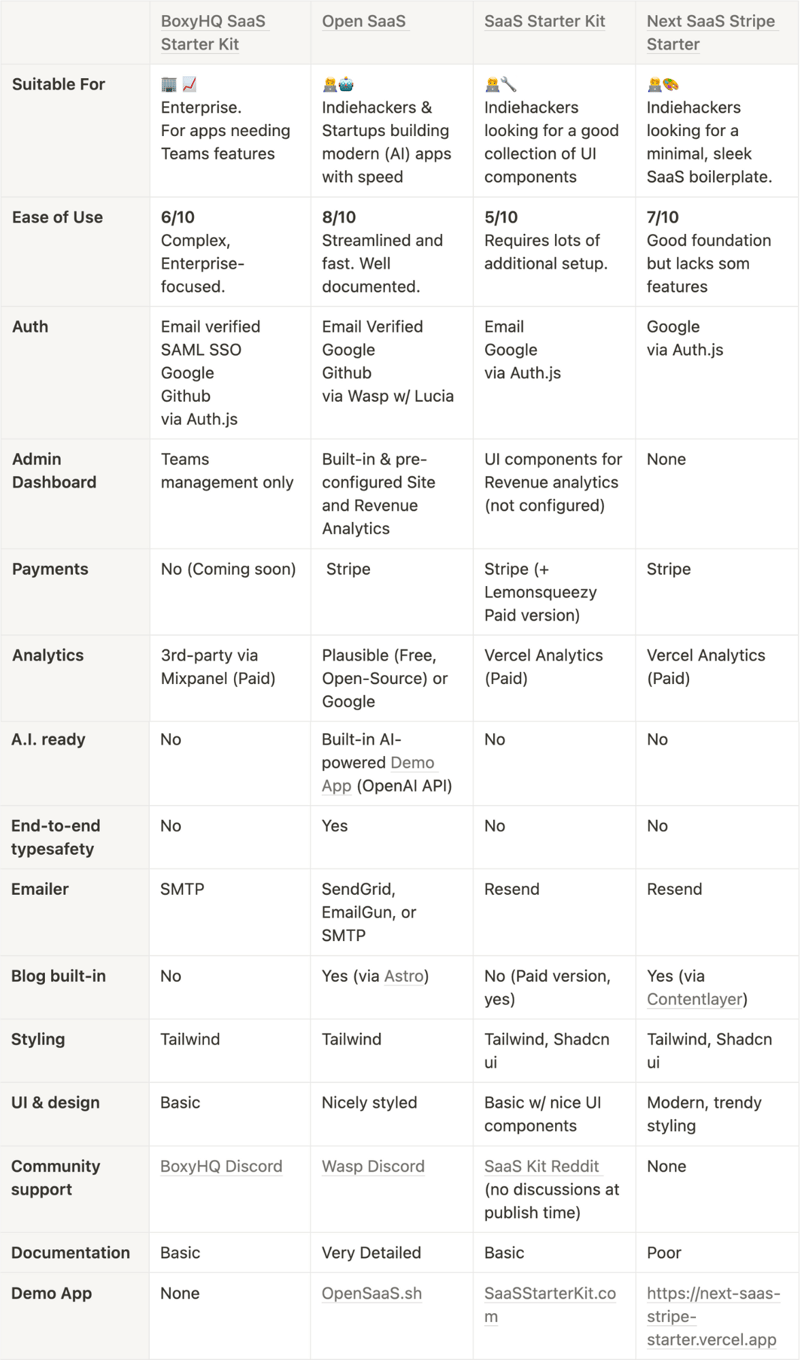 BoxyHQ SaaS
Starter Kit
Open SaaS
SaaS Starter Kit
Next SaaS Stripe
Starter
Suitable For
🏢 📈
Enterprise.
For apps needing
Teams features
👨‍💻🤖
Indiehackers &
Startups building
modern (AI) apps
with speed
👨‍💻🔧
Indiehackers
looking for a good
collection of UI
components
👨‍💻🎨
Indiehackers
looking for a
minimal, sleek
SaaS boilerplate.
Ease of Use
6/10
Complex,
Enterprise-
focused.
8/10
Streamlined and
fast. Well
documented.
5/10
Requires lots of
additional setup.
7/10
Good foundation
but lacks som
features
Auth
Email verified
SAML SSO
Google
Github
via Auth.js
Email Verified
Google
Github
via Wasp w/ Lucia
Email
Google
via Auth.js
Google
via Auth.js
Admin
Dashboard
Teams
management only
Built-in & pre-
configured Site
and Revenue
Analytics
UI components for
Revenue analytics
(not configured)
None
Payments
No (Coming soon)
Stripe
Stripe (+
Lemonsqueezy
Paid version)
Stripe
Analytics
3rd-party via
Mixpanel (Paid)
Plausible (Free,
Open-Source) or
Google
Vercel Analytics
(Paid)
Vercel Analytics
(Paid)
A.I. ready
No
Built-in AI-
powered Demo
App (OpenAI API)
No
No
End-to-end
typesafety
No
Yes
No
No
Emailer
SMTP
SendGrid,
EmailGun, or
SMTP
Resend
Resend
Blog built-in
No
Yes (via Astro)
No (Paid version,
yes)
Yes (via
Contentlayer)
Styling
Tailwind
Tailwind
Tailwind, Shadcn
ui
Tailwind, Shadcn
ui
UI & design
Basic
Nicely styled
Basic w/ nice UI
components
Modern, trendy
styling
Community
support
BoxyHQ Discord
Wasp Discord
SaaS Kit Reddit
(no discussions at
publish time)
None
Documentation
Basic
Very Detailed
Basic
Poor
Demo App
None
OpenSaaS.sh
SaaSStarterKit.co
m
https://next-saas-
stripe-
starter.vercel.app